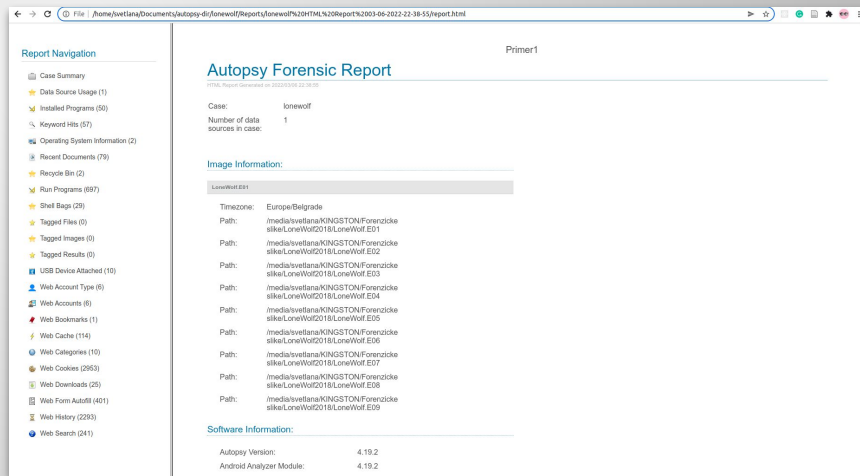 File | /home/svetlana/Documents/autopsy-dir/lonewolf/Reports/lonewolf%20HTML%20Report%2003-06-2022-22-38-55/report.html
Report Navigation
Case Summary
Data Source Usage (1)
Installed Programs (50)
Keyword Hits (57)
Operating System Information (2)
Recent Documents (79)
Recycle Bin (2)
Run Programs (697)
Shell Bags (29)
Tagged Files (0)
Tagged Images (0)
Tagged Results (0)
USB Device Attached (10)
Web Account Type (6)
Web Accounts (6)
Web Bookmarks (1)
Web Cache (114)
Web Categories (10)
Web Cookies (2953)
Web Downloads (25)
Web Form Autofill (401)
Web History (2293)
Web Search (241)
Primer1
Autopsy Forensic Report
HTML Report Generated on 2022/03/06 22:38:55
Case: lonewolf
Number of data 1
sources in case:
Image Information:
LoneWolf.E01
Timezone: Europe/Belgrade
Path: /media/svetlana/KINGSTON/Forenzicke
slike/LoneWolf2018/LoneWolf.E01
Path: /media/svetlana/KINGSTON/Forenzicke
slike/LoneWolf2018/LoneWolf.E02
Path: /media/svetlana/KINGSTON/Forenzicke
slike/LoneWolf2018/LoneWolf.E03
Path: /media/svetlana/KINGSTON/Forenzicke
slike/LoneWolf2018/LoneWolf.E04
Path: /media/svetlana/KINGSTON/Forenzicke
slike/LoneWolf2018/LoneWolf.E05
Path: /media/svetlana/KINGSTON/Forenzicke
slike/LoneWolf2018/LoneWolf.E06
Path: /media/svetlana/KINGSTON/Forenzicke
slike/LoneWolf2018/LoneWolf.E07
Path: /media/svetlana/KINGSTON/Forenzicke
slike/LoneWolf2018/LoneWolf.E08
Path: /media/svetlana/KINGSTON/Forenzicke
slike/LoneWolf2018/LoneWolf.E09
Software Information:
Autopsy Version: 4.19.2
Android Analyzer Module: 4.19.2